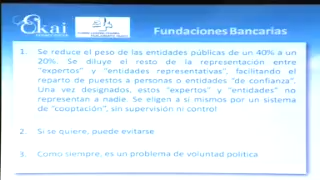 Ekai
Fundaciones Bancarias
1. Se reduce el peso de las entidades públicas de un 40% a un
20%. Se diluye el resto de la representación entre
"expertos" y "entidades representativas", facilitando el
reparto de puestos a personas o entidades "de confianza".
Una vez designados, estos "expertos" y "entidades" no
representan a nadie. Se eligen a si mismos por un sistema
de "cooptación", sin supervisión ni control
2. Si se quiere, puede evitarse
3. Como siempre, es un problema de voluntad política